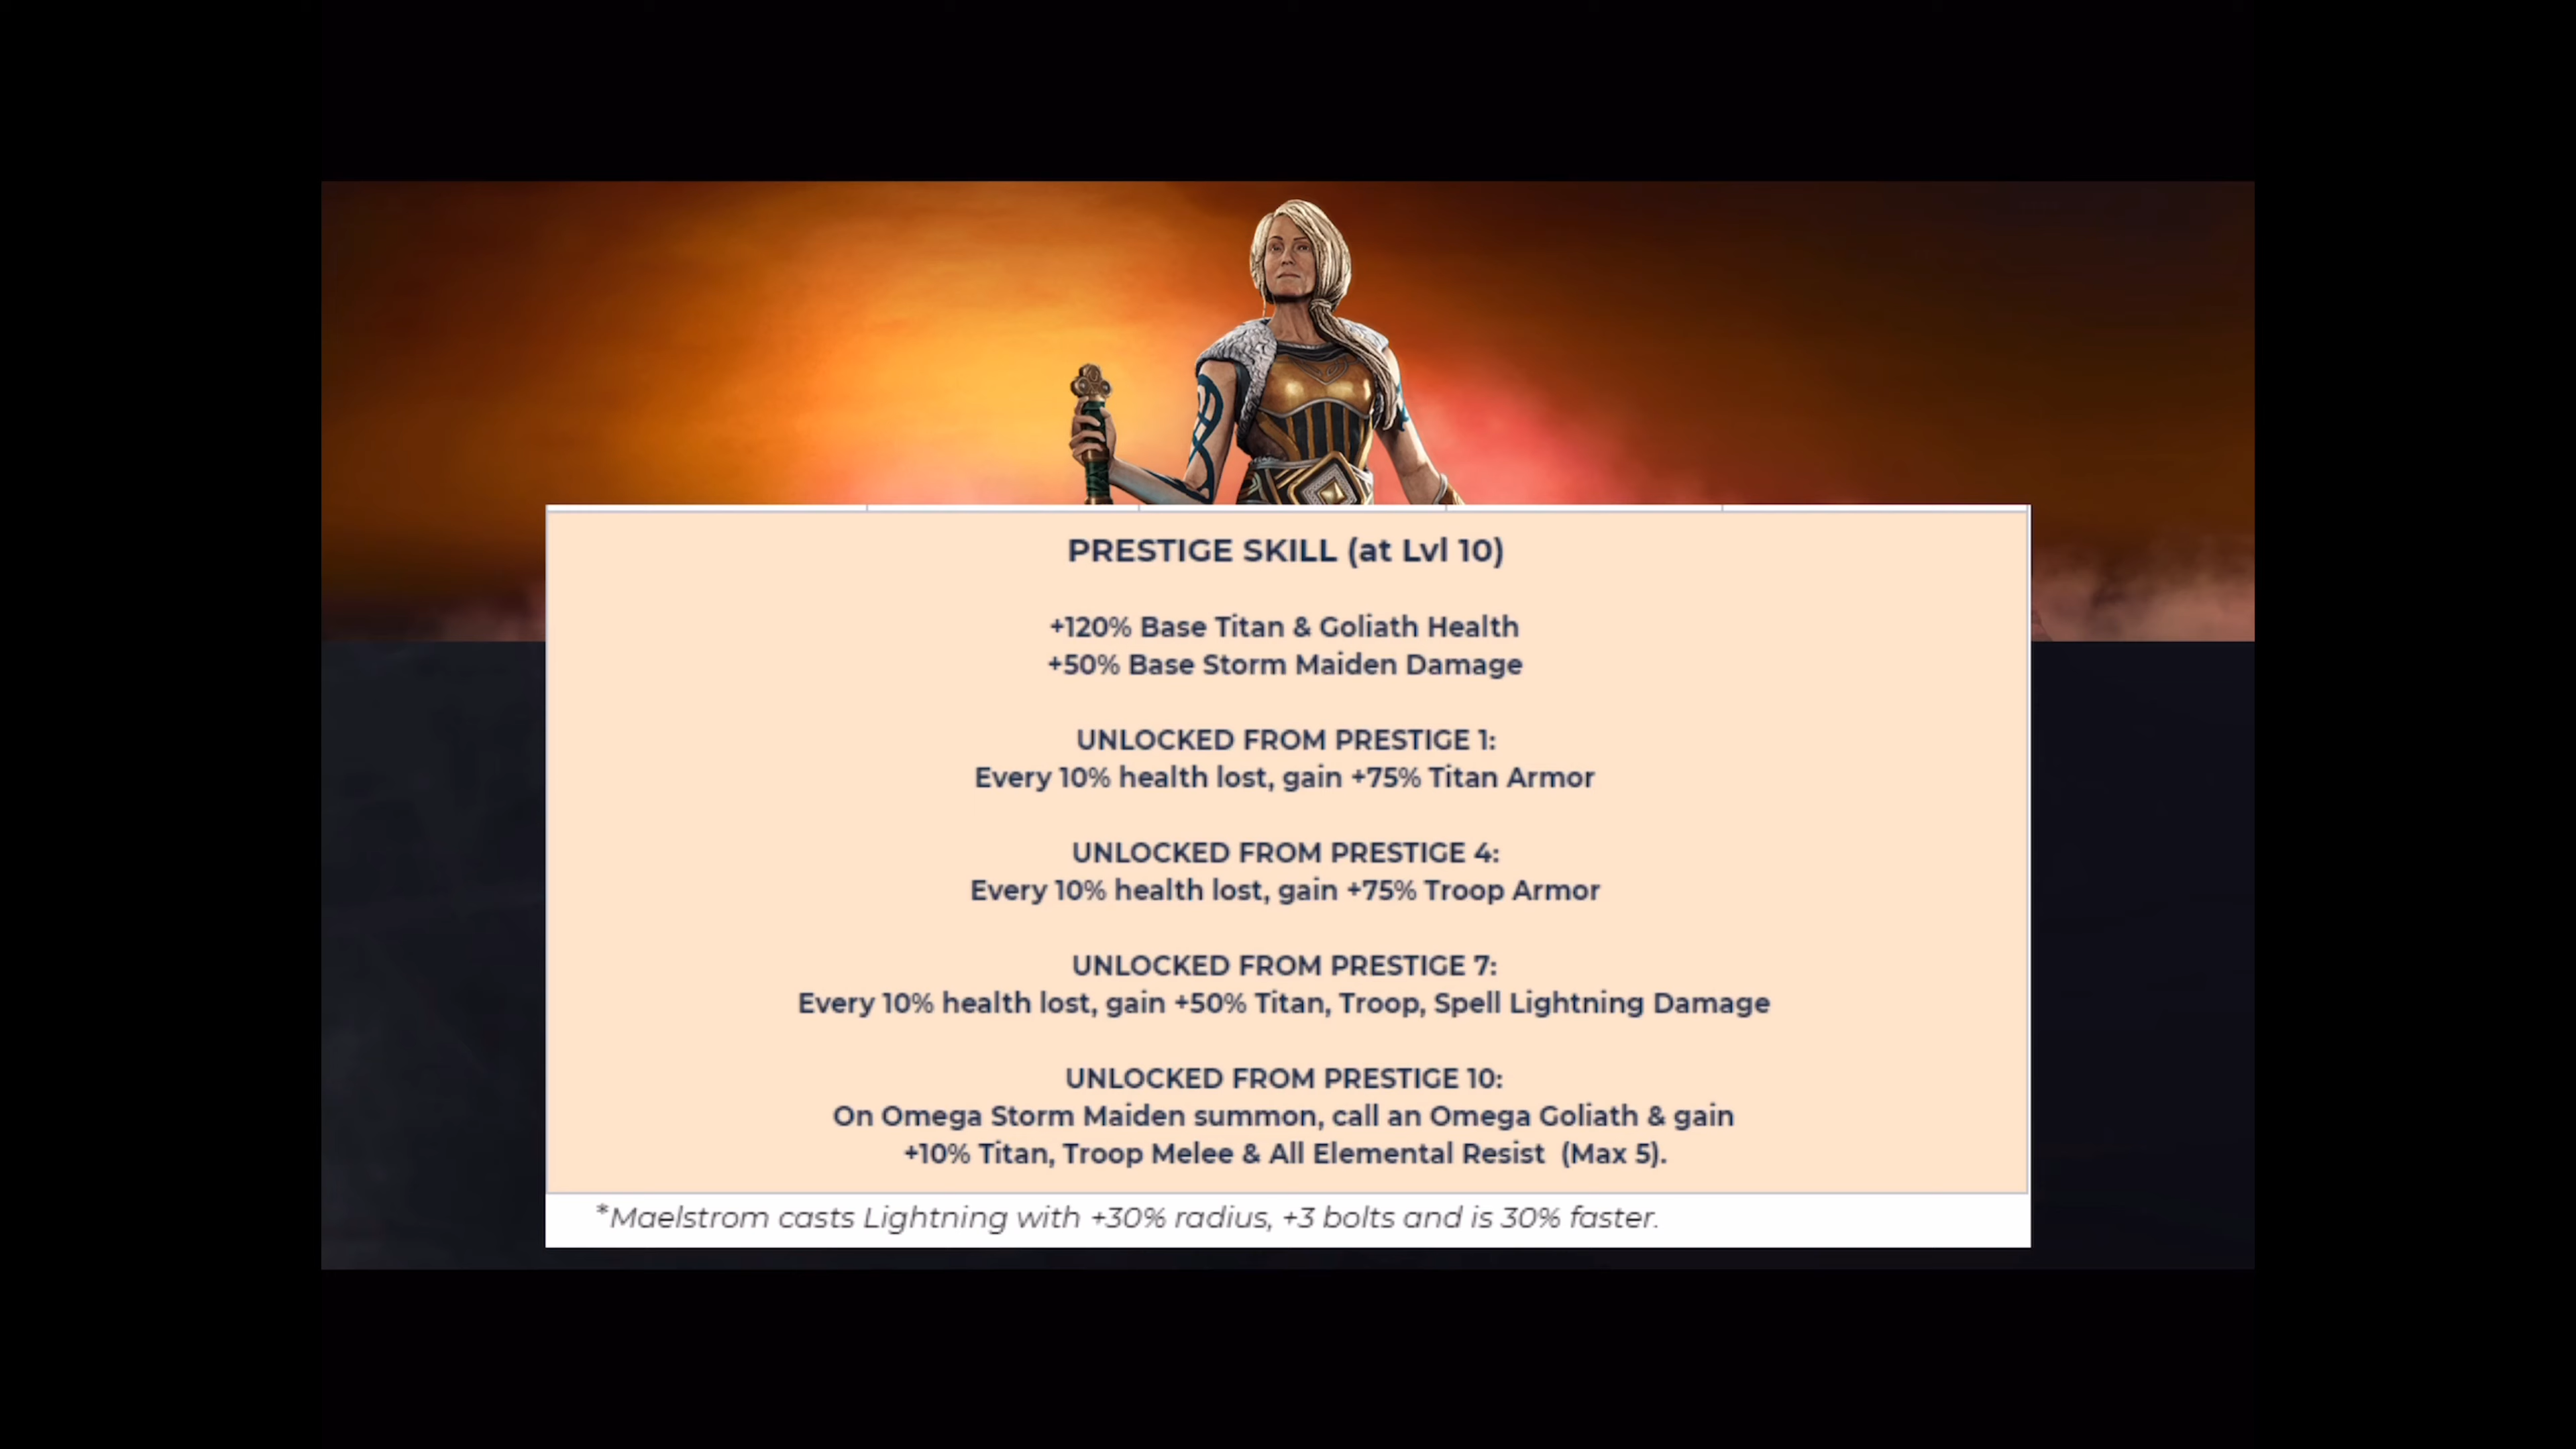 PRESTIGE SKILL (at Lvl 10)
+120% Base Titan & Goliath Health
+50% Base Storm Maiden Damage
UNLOCKED FROM PRESTIGE 1:
Every 10% health lost, gain +75% Titan Armor
UNLOCKED FROM PRESTIGE 4:
Every 10% health lost, gain +75% Troop Armor
UNLOCKED FROM PRESTIGE 7:
Every 10% health lost, gain +50% Titan, Troop, Spell Lightning Damage
UNLOCKED FROM PRESTIGE 10:
On Omega Storm Maiden summon, call an Omega Goliath & gain
+10% Titan, Troop Melee & All Elemental Resist (Max 5).
*Maelstrom casts Lightning with +30% radius, +3 bolts and is 30% faster.